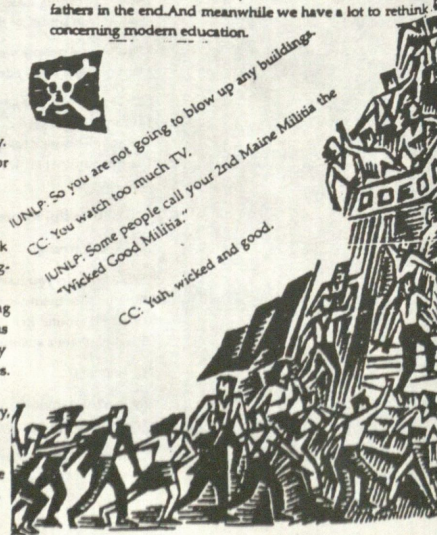 fathers in the end.And meanwhile we have a lot to rethink
concerning modern education.
IUNLP: So you are not going to blow up any buildings.
CC: You watch too much TV.
IUNLP: Some people call your 2nd Maine Militia the
"Wicked Good Militia."
CC: Yuh, wicked and good.
ODEO